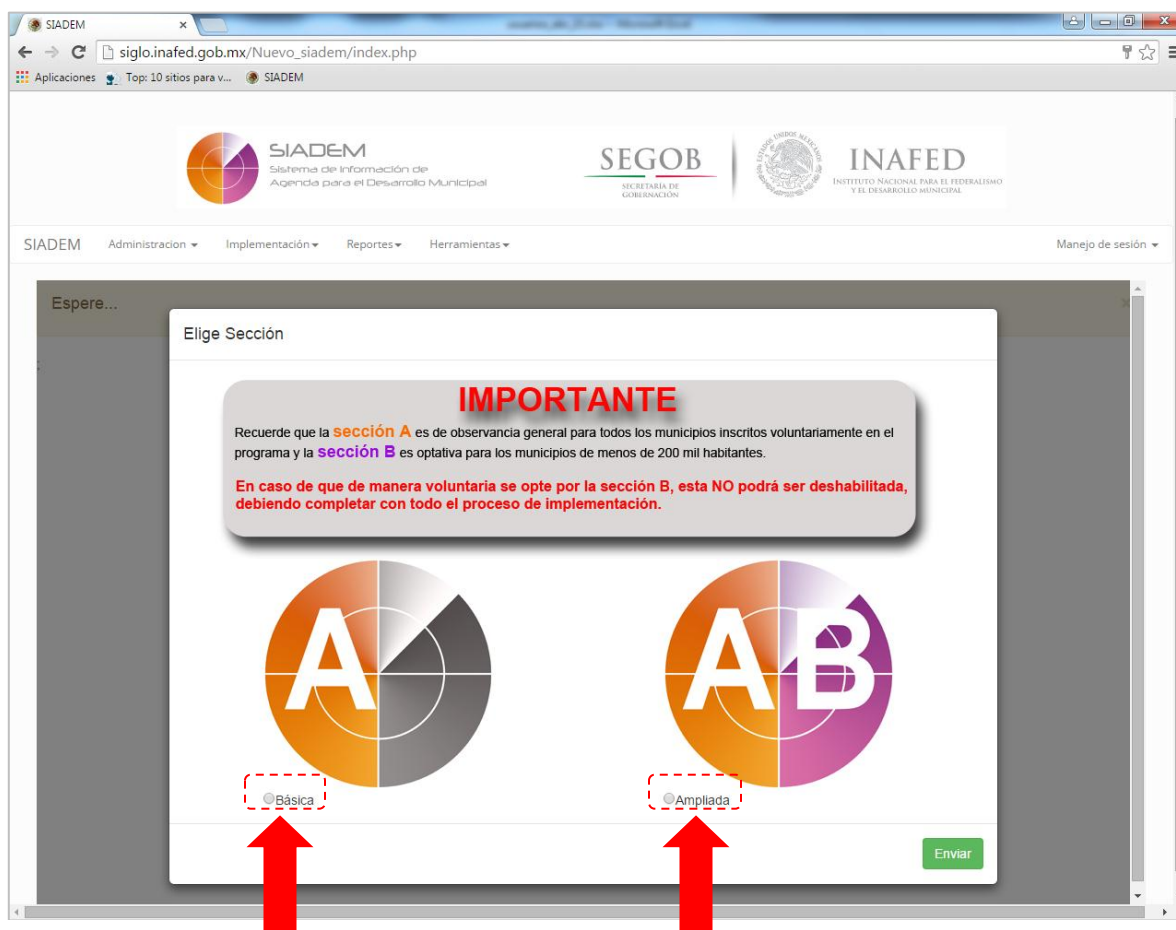 SIADEM
siglo.inafed.gob.mx/Nuevo_siadem/index.php
Aplicaciones Top: 10 sitios para v... SIADEM
SIADEM
Sistema de Información de
Agenda para el Desarrollo Municipal
SEGOB
SECRETARÍA DE
GOBERNACIÓN
ESTADOS UNIDOS MEXICANOS
INAFED
INSTITUTO NACIONAL PARA EL FEDERALISMO
Y EL DESARROLLO MUNICIPAL
SIADEM Administracion Implementación Reportes Herramientas Manejo de sesión
Espere... x
Elige Sección
IMPORTANTE
Recuerde que la sección A es de observancia general para todos los municipios inscritos voluntariamente en el
programa y la sección B es optativa para los municipios de menos de 200 mil habitantes.
En caso de que de manera voluntaria se opte por la sección B, esta NO podrá ser deshabilitada,
debiendo completar con todo el proceso de implementación.
A
AB
Básica
Ampliada
Enviar